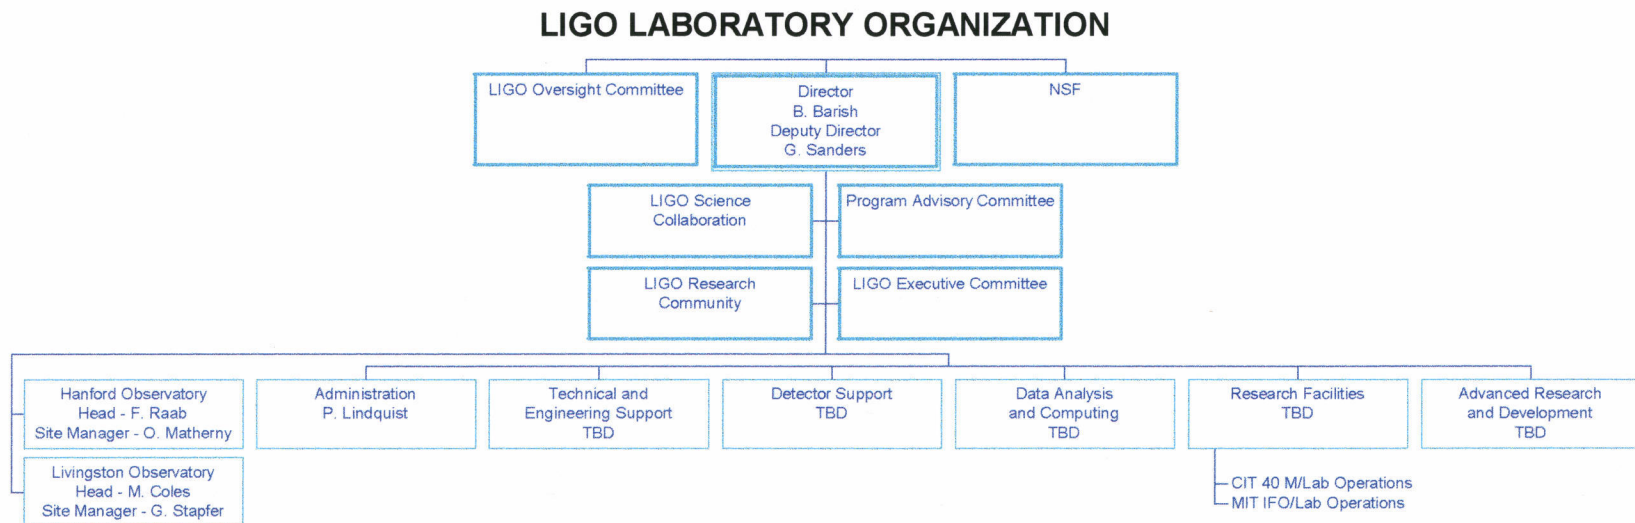 LIGO LABORATORY ORGANIZATION
LIGO Oversight Committee
Director
B. Barish
Deputy Director
G. Sanders
NSF
LIGO Science
Collaboration
Program Advisory Committee
LIGO Research
Community
LIGO Executive Committee
Hanford Observatory
Head - F. Raab
Site Manager - O. Matherny
Administration
P. Lindquist
Technical and
Engineering Support
TBD
Detector Support
TBD
Data Analysis
and Computing
TBD
Research Facilities
TBD
Advanced Research
and Development
TBD
Livingston Observatory
Head - M. Coles
Site Manager - G. Stapfer
CIT 40 M/Lab Operations
MIT IFO/Lab Operations